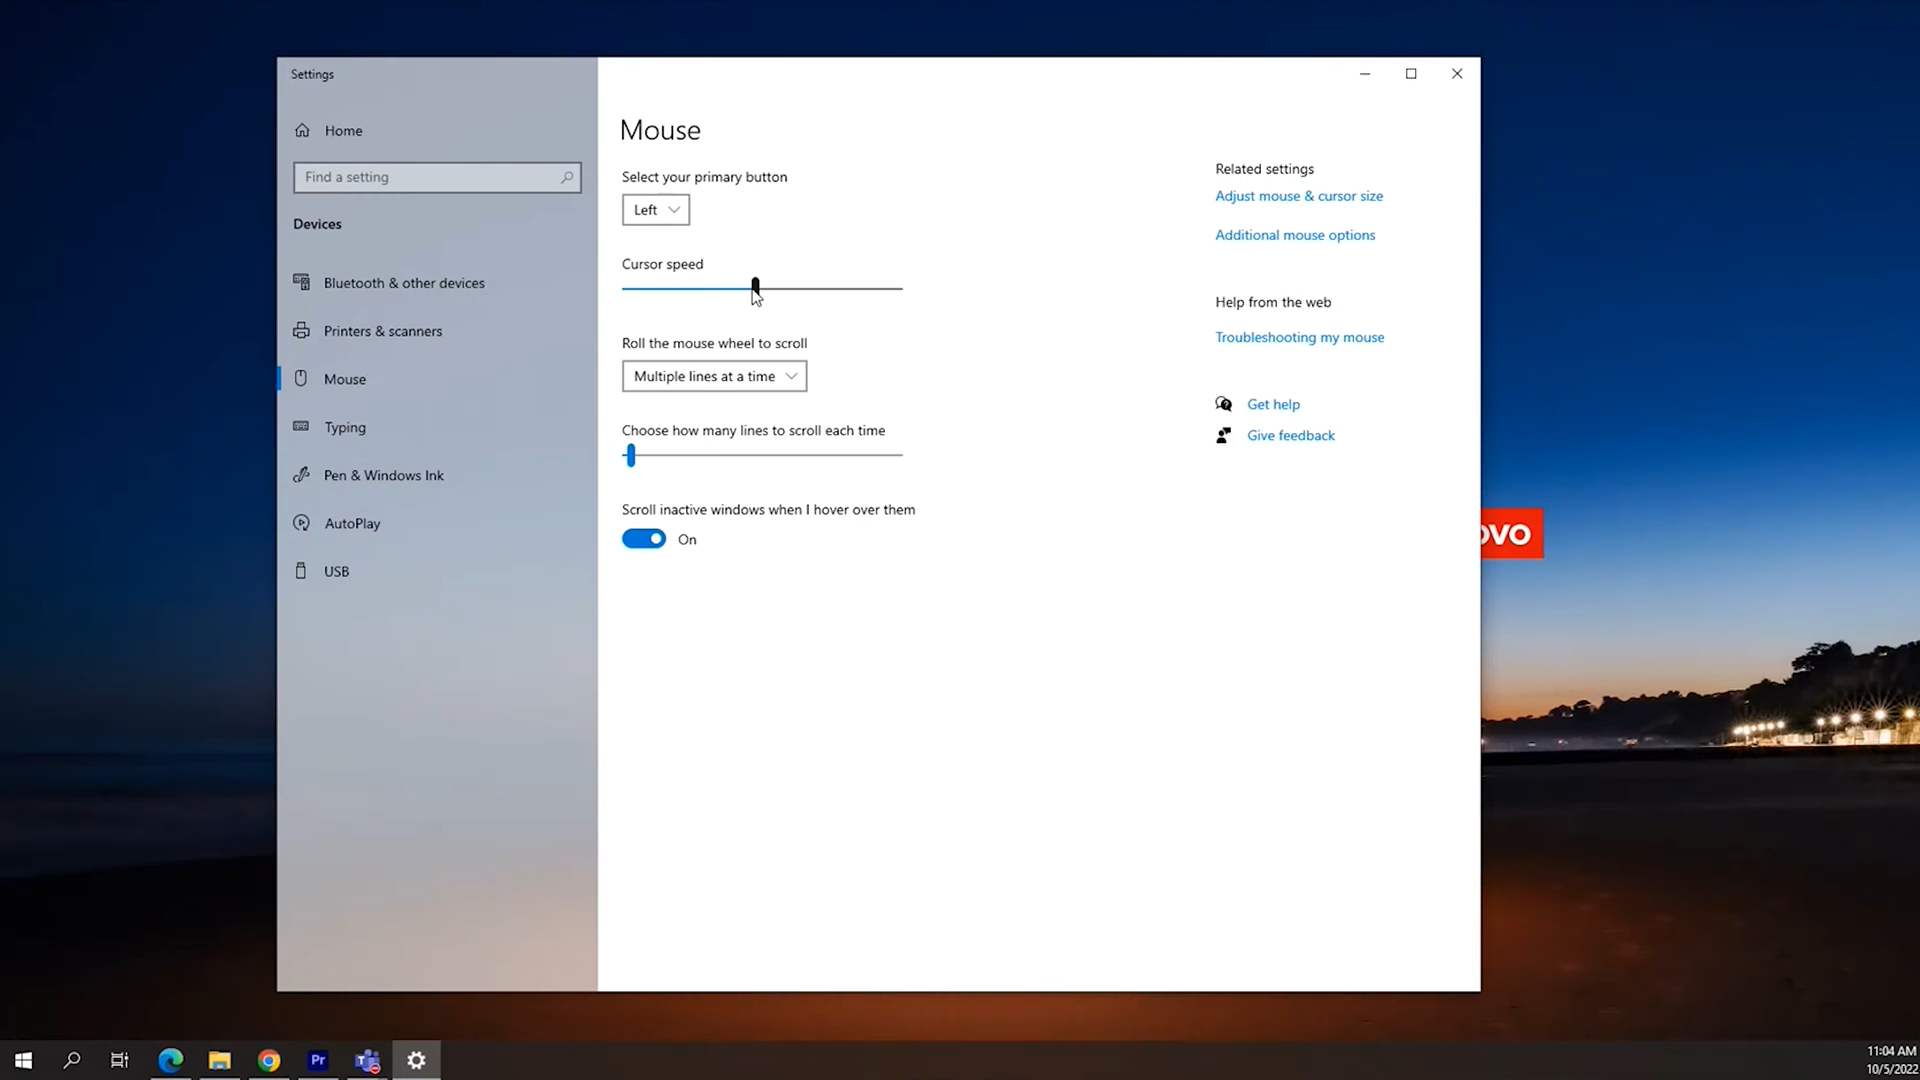 Settings
Home
Find a setting
Devices
Bluetooth & other devices
Printers & scanners
Mouse
Typing
Pen & Windows Ink
AutoPlay
USB
Mouse
Select your primary button
Left
Cursor speed
Roll the mouse wheel to scroll
Multiple lines at a time
Choose how many lines to scroll each time
Scroll inactive windows when I hover over them
On
Related settings
Adjust mouse & cursor size
Additional mouse options
Help from the web
Troubleshooting my mouse
Get help
Give feedback
ovo
Pr
T
11:04 AM
10/5/2022